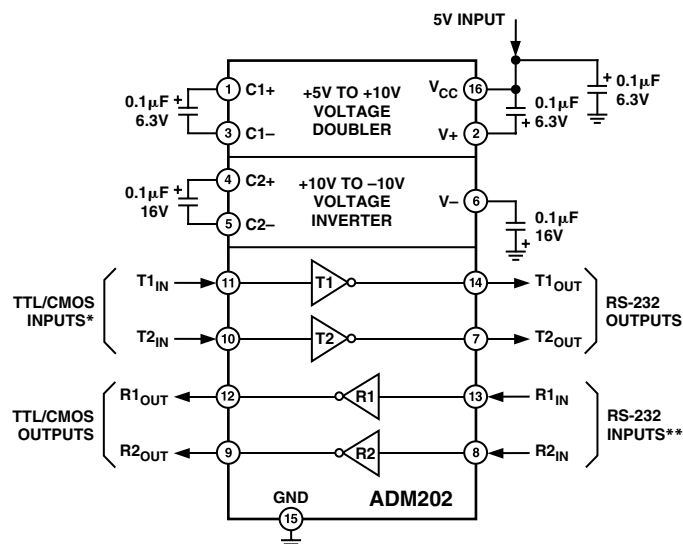 5V INPUT
0.1µF
6.3V
1
C1+
3
C1–
+5V TO +10V
VOLTAGE
DOUBLER
VCC
16
V+
2
+
0.1µF
6.3V
+
0.1µF
6.3V
+
0.1µF
16V
+
4
C2+
5
C2–
+10V TO –10V
VOLTAGE
INVERTER
V–
6
0.1µF
16V
+
TTL/CMOS
INPUTS*
T1IN
11
T1
14
T1OUT
T2IN
10
T2
7
T2OUT
RS-232
OUTPUTS
TTL/CMOS
OUTPUTS
R1OUT
12
R1
13
R1IN
R2OUT
9
R2
8
R2IN
RS-232
INPUTS**
GND
15
ADM202